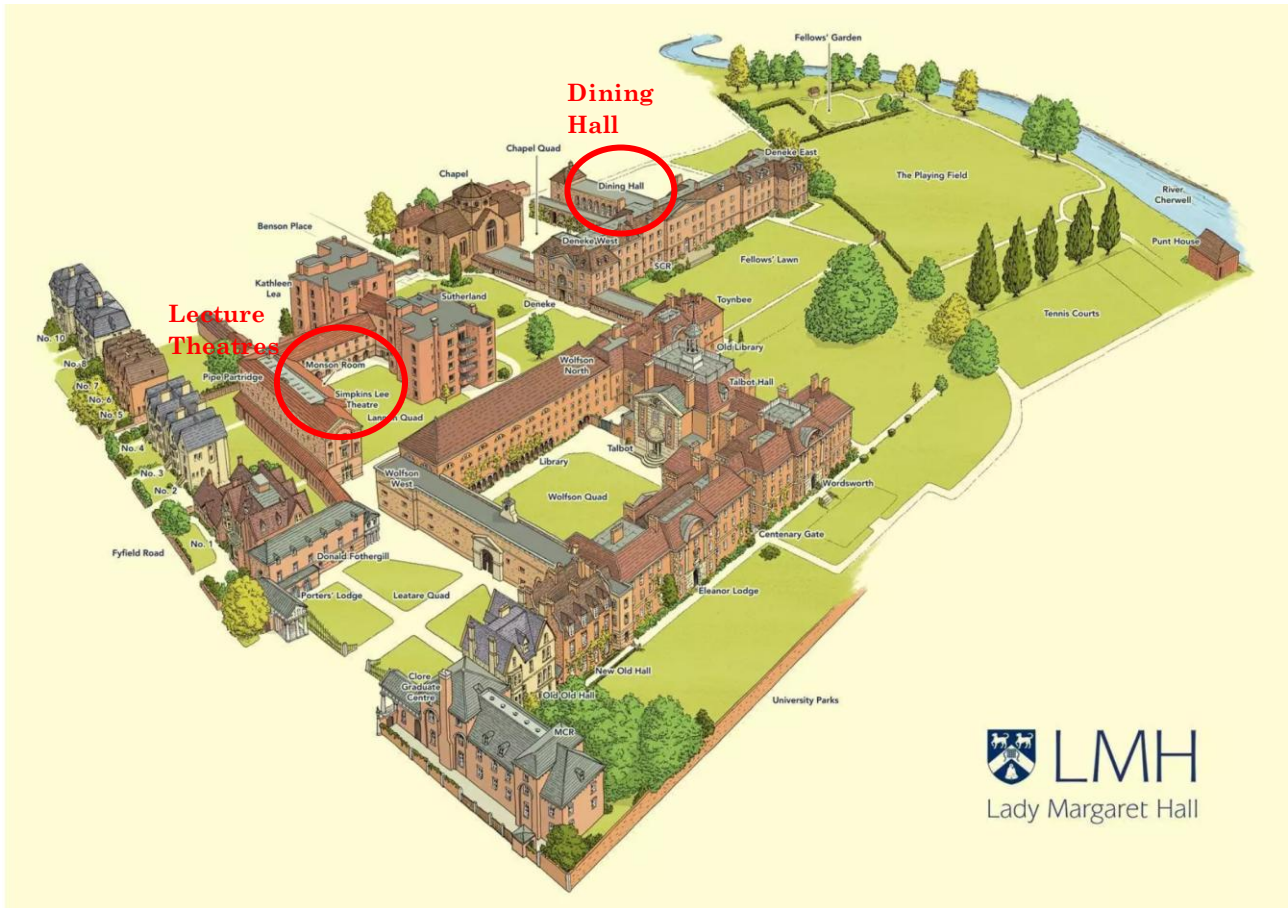 Fellows' Garden
Dining
Hall
Chapel Quad
Deneke East
Chapel
Dining Hall
The Playing Field
River
Cherwell
Benson Place
Deneke West
Punt House
SCR
Fellows' Lawn
Kathleen
Lea
Sutherland
Deneke
Toynbee
Lecture
Theatres
Tennis Courts
No. 10
Old Library
Wolfson
North
Monson Room
No. 8
Pipe Partridge
Talbot Hall
No. 7
Simpkins Lee
Theatre
No. 6
No. 5
Lannon Quad
No. 4
Talbot
Library
No. 3
Wolfson
West
No. 2
Wolfson Quad
Wordsworth
No. 1
Centenary Gate
Fyfield Road
Donald Fothergill
Eleanor Lodge
Porters' Lodge
Leatare Quad
New Old Hall
Clore
Graduate
Centre
Old Old Hall
University Parks
MCR
LMH
Lady Margaret Hall